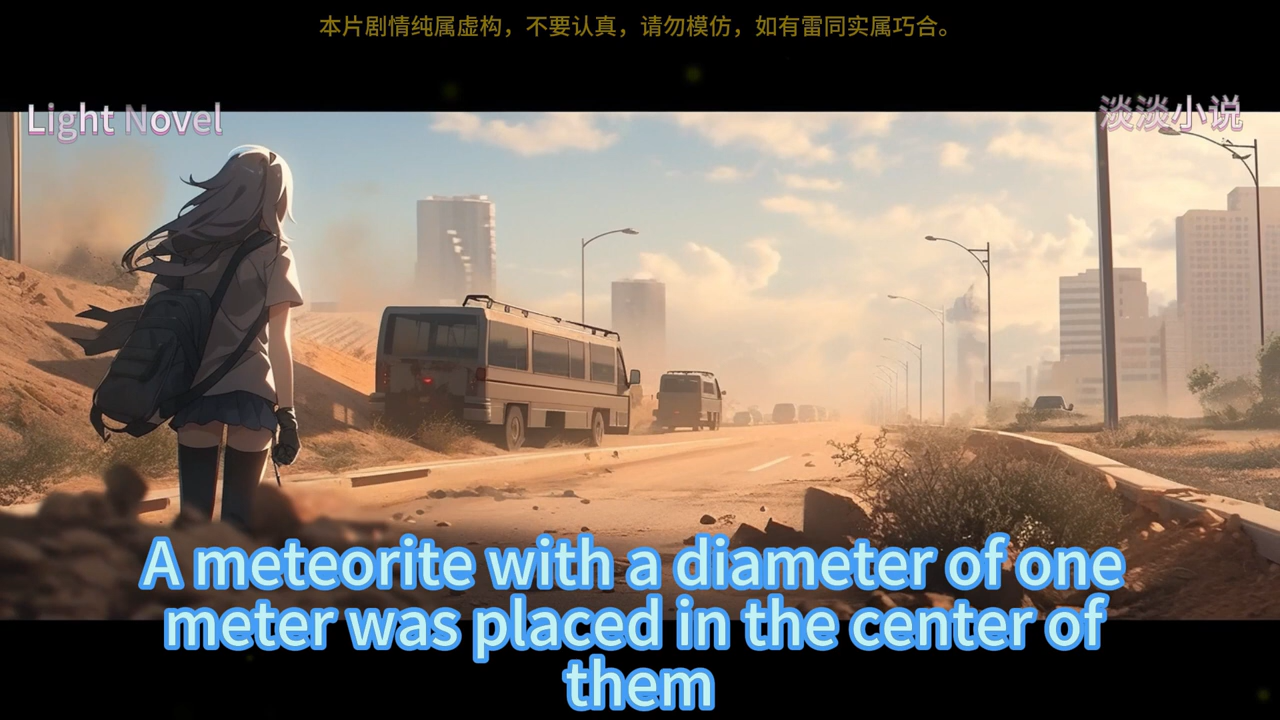 本片剧情纯属虚构，不要认真，请勿模仿，如有雷同实属巧合。
Light Novel
淡淡小说
A meteorite with a diameter of one
meter was placed in the center of
them